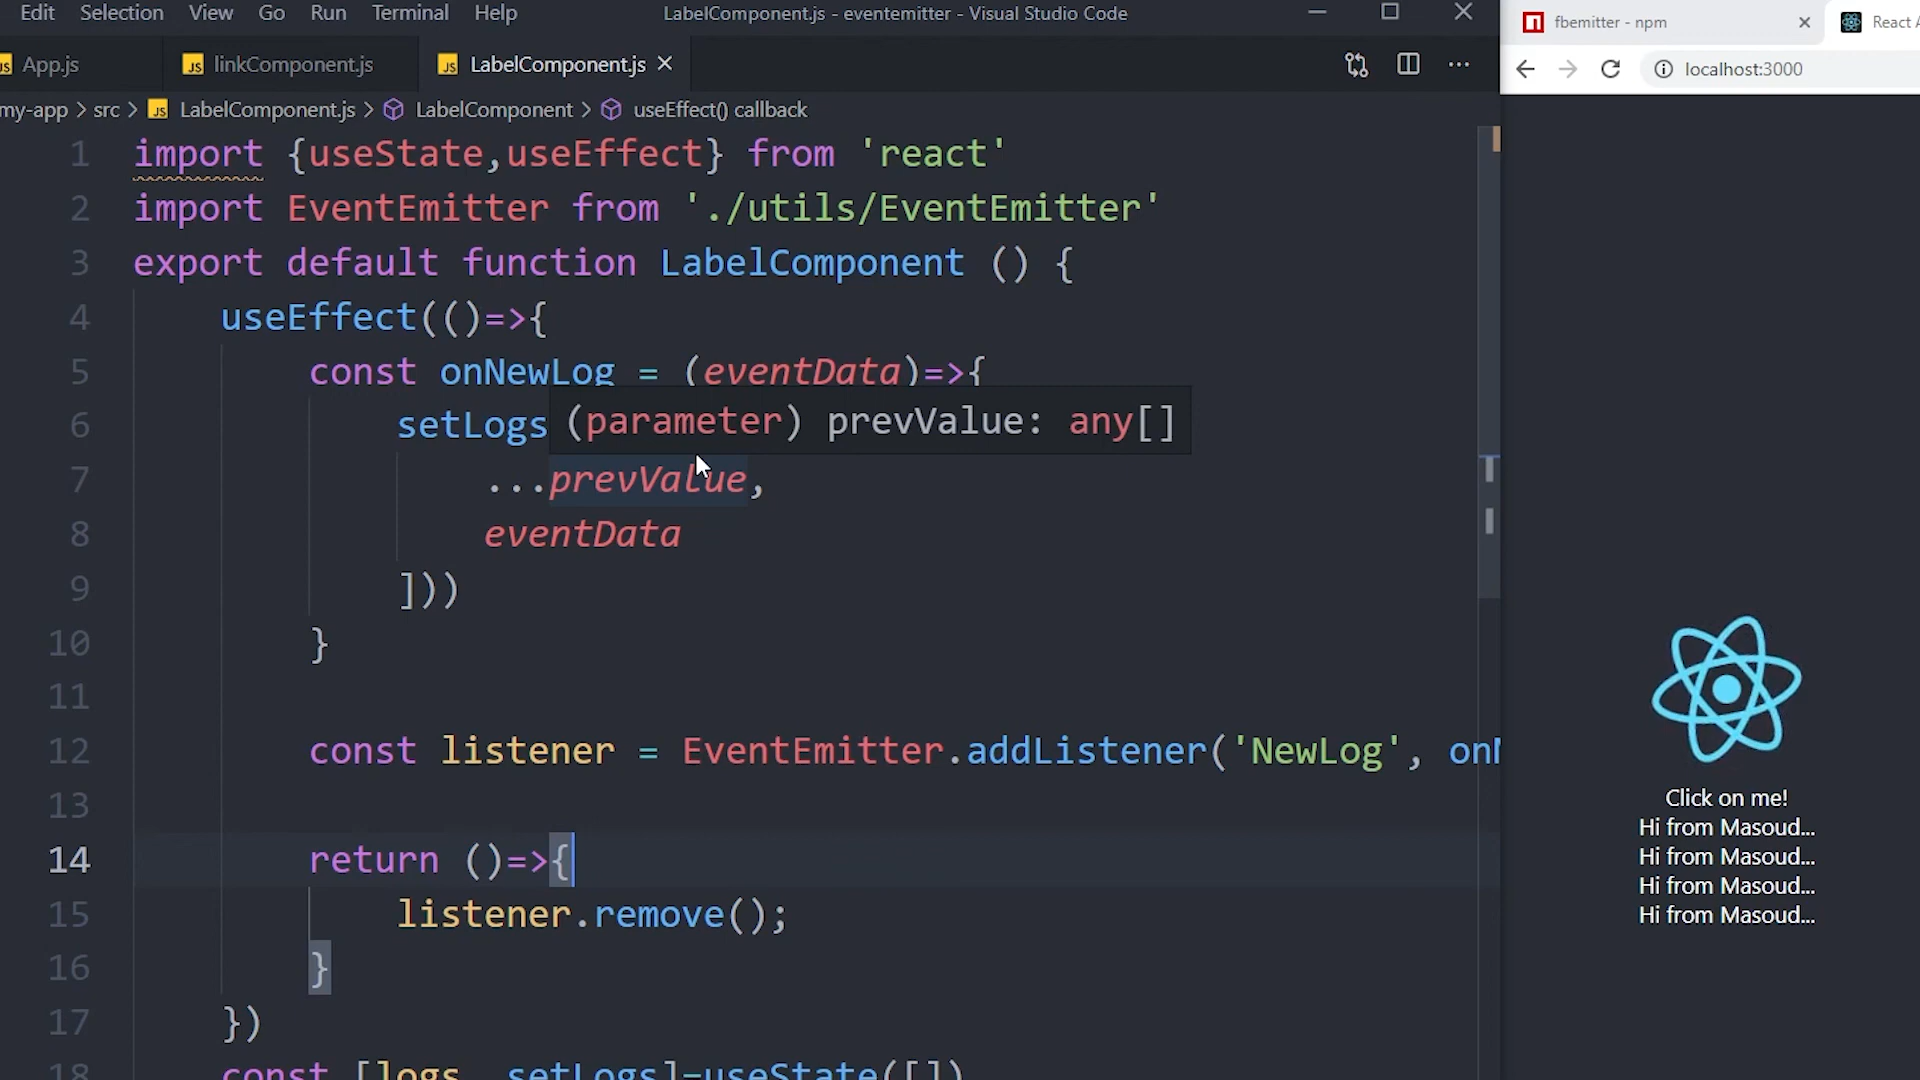 Edit Selection View Go Run Terminal Help LabelComponent.js - eventemitter - Visual Studio Code
App.js linkComponent.js LabelComponent.js
my-app > src > LabelComponent.js > LabelComponent > useEffect() callback
1 import {useState,useEffect} from 'react'
2 import EventEmitter from './utils/EventEmitter'
3 export default function LabelComponent () {
4 useEffect(()=>{
5 const onNewLog = (eventData)=>{
6 setLogs (parameter) prevValue: any[]
7 ...prevValue,
8 eventData
9 ]))
10 }
11
12 const listener = EventEmitter.addListener('NewLog',
13
14 return ()=>{
15 listener.remove();
16 }
17 })
18 const [logs, setLogs]=useState([])
fbemitter - npm React
localhost:3000
Click on me!
Hi from Masoud...
Hi from Masoud...
Hi from Masoud...
Hi from Masoud...